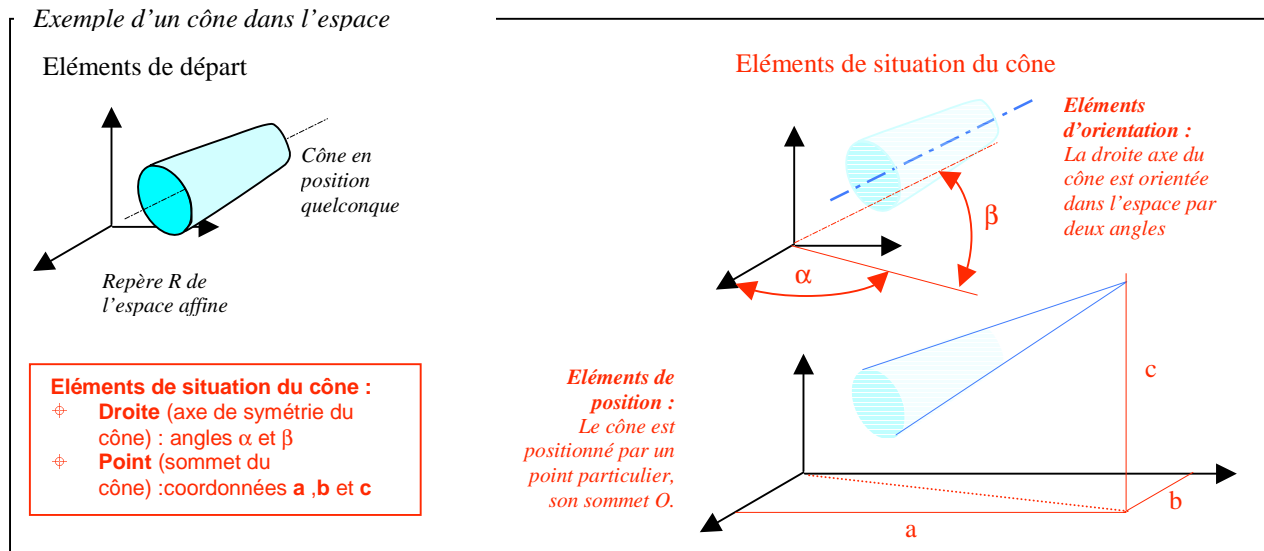 Exemple d'un cône dans l'espace
Eléments de départ
Cône en
position
quelconque
Repère R de
l'espace affine
Eléments de situation du cône :
Droite (axe de symétrie du
cône) : angles α et β
Point (sommet du
cône) :coordonnées a ,b et c
Eléments de situation du cône
Eléments
d'orientation :
La droite axe du
cône est orientée
dans l'espace par
deux angles
β
α
Eléments de
position :
Le cône est
positionné par un
point particulier,
son sommet O.
c
b
a